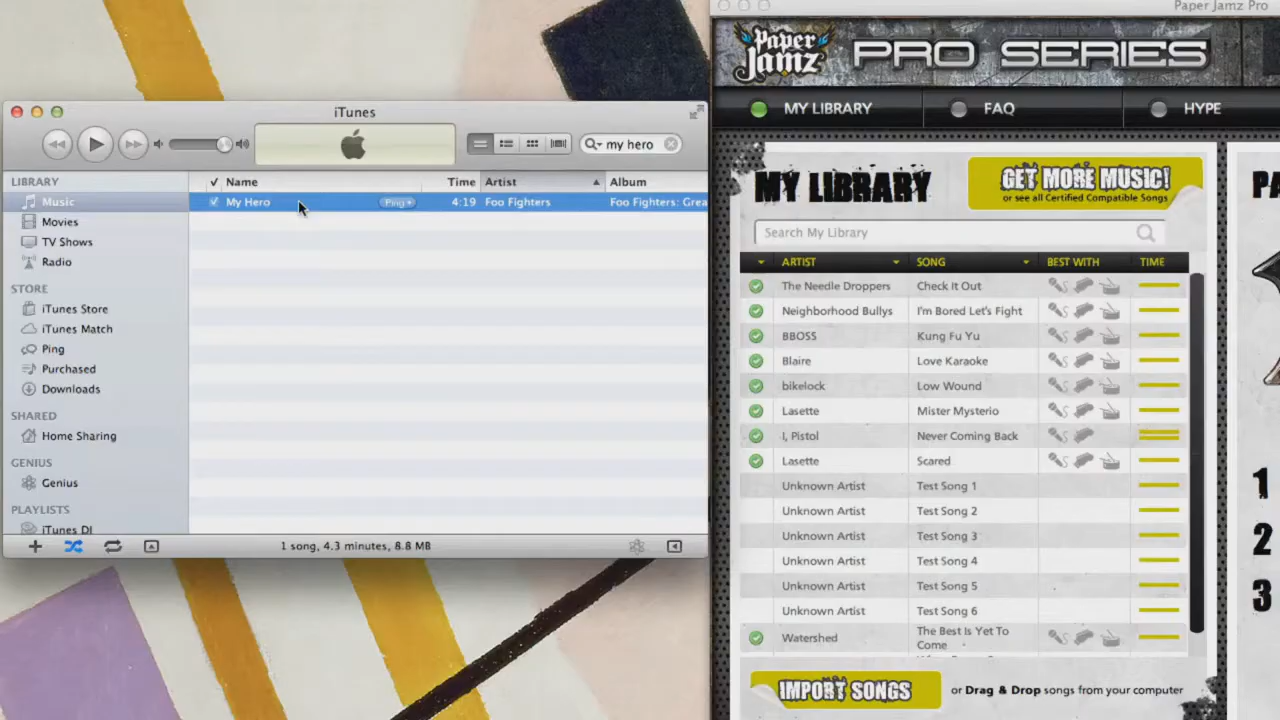 Paper Jamz Pro
Paper Jamz
PRO SERIES
MY LIBRARY
FAQ
HYPE
iTunes
my hero
LIBRARY
Music
Movies
TV Shows
Radio
STORE
iTunes Store
iTunes Match
Ping
Purchased
Downloads
SHARED
Home Sharing
GENIUS
Genius
PLAYLISTS
iTunes DJ
Name Time Artist Album
My Hero Ping 4:19 Foo Fighters Foo Fighters: Grea
1 song, 4.3 minutes, 8.8 MB
MY LIBRARY
GET MORE MUSIC!
or see all Certified Compatible Songs
Search My Library
ARTIST SONG BEST WITH TIME
The Needle Droppers Check It Out
Neighborhood Bullys I'm Bored Let's Fight
BBOSS Kung Fu Yu
Blaire Love Karaoke
bikelock Low Wound
Lasette Mister Mysterio
I, Pistol Never Coming Back
Lasette Scared
Unknown Artist Test Song 1
Unknown Artist Test Song 2
Unknown Artist Test Song 3
Unknown Artist Test Song 4
Unknown Artist Test Song 5
Unknown Artist Test Song 6
Watershed The Best Is Yet To
Come
IMPORT SONGS or Drag & Drop songs from your computer
PA
1
2
3